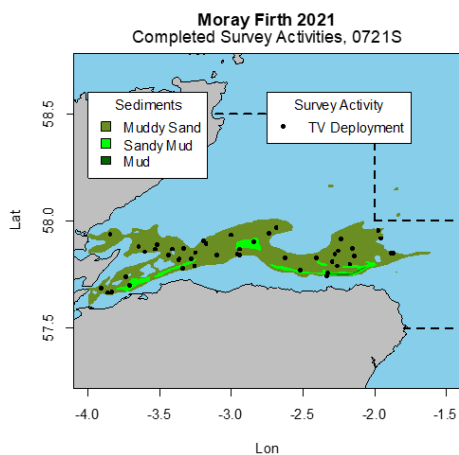 Moray Firth 2021
Completed Survey Activities, 0721S
Sediments
Muddy Sand
Sandy Mud
Mud
Survey Activity
TV Deployment
Lat
58.5
58.0
57.5
-4.0 -3.5 -3.0 -2.5 -2.0 -1.5
Lon